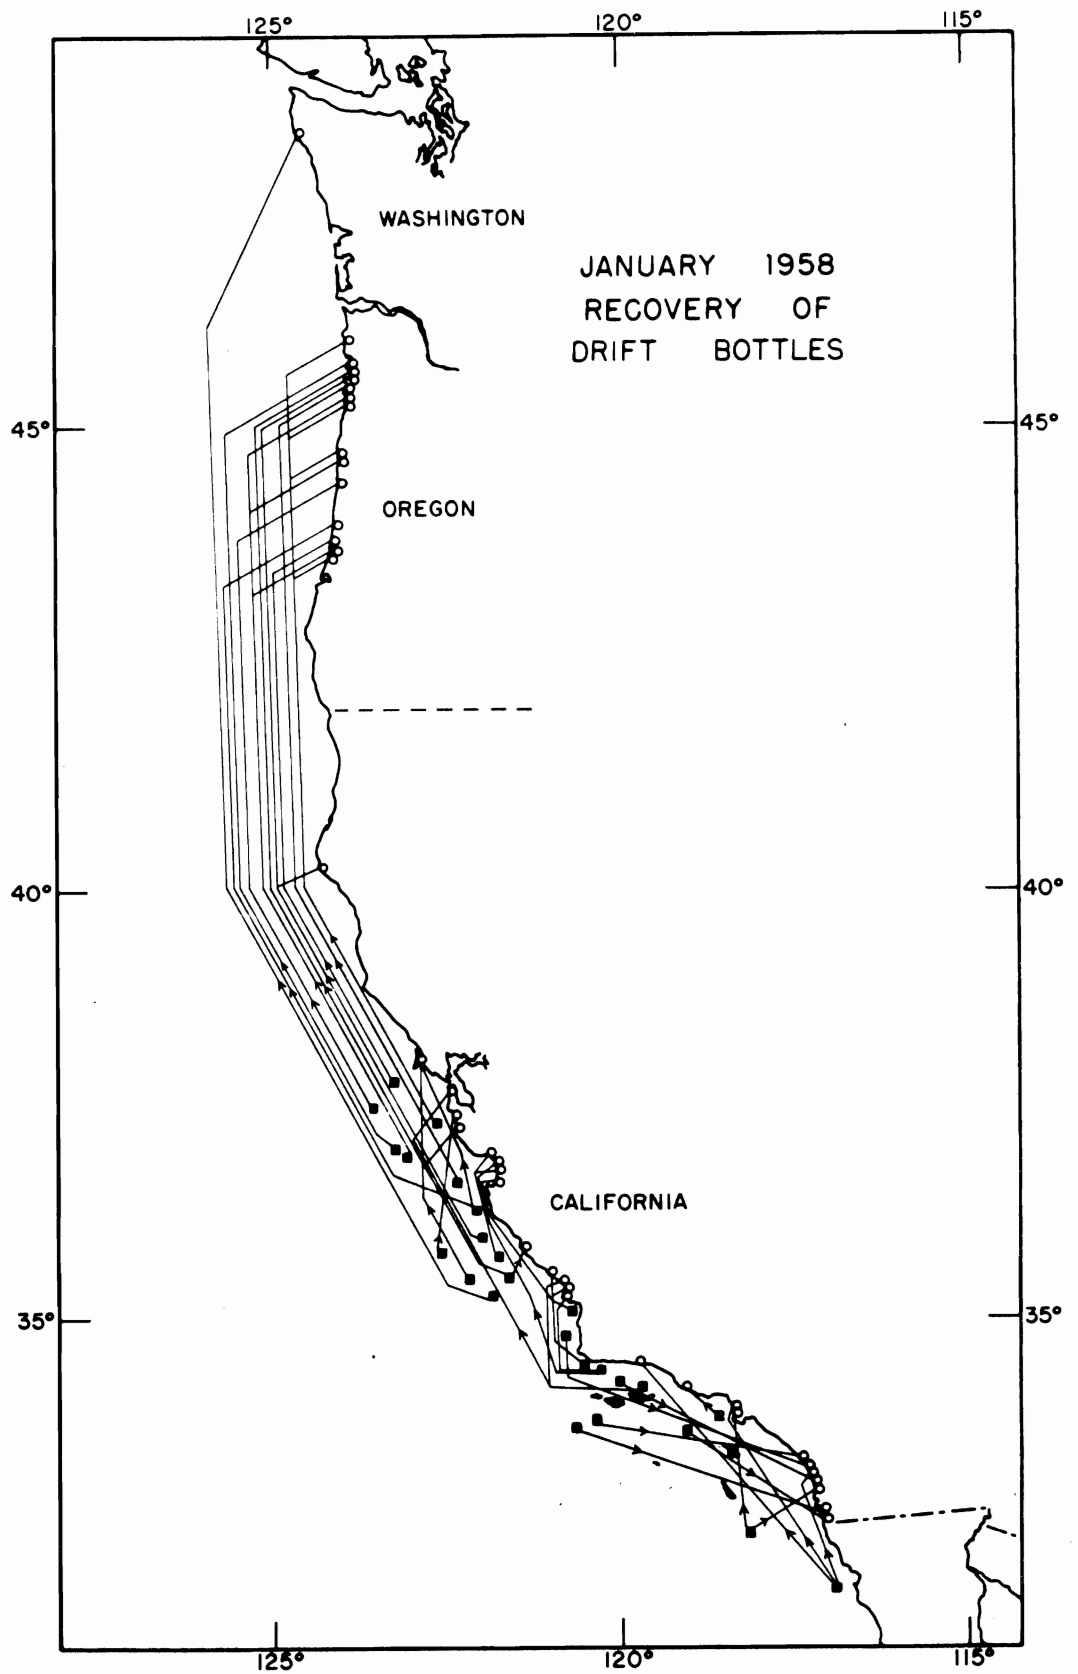 125° 120° 115°
WASHINGTON
JANUARY 1958
RECOVERY OF
DRIFT BOTTLES
45° 45°
OREGON
40° 40°
CALIFORNIA
35° 35°
125° 120° 115°